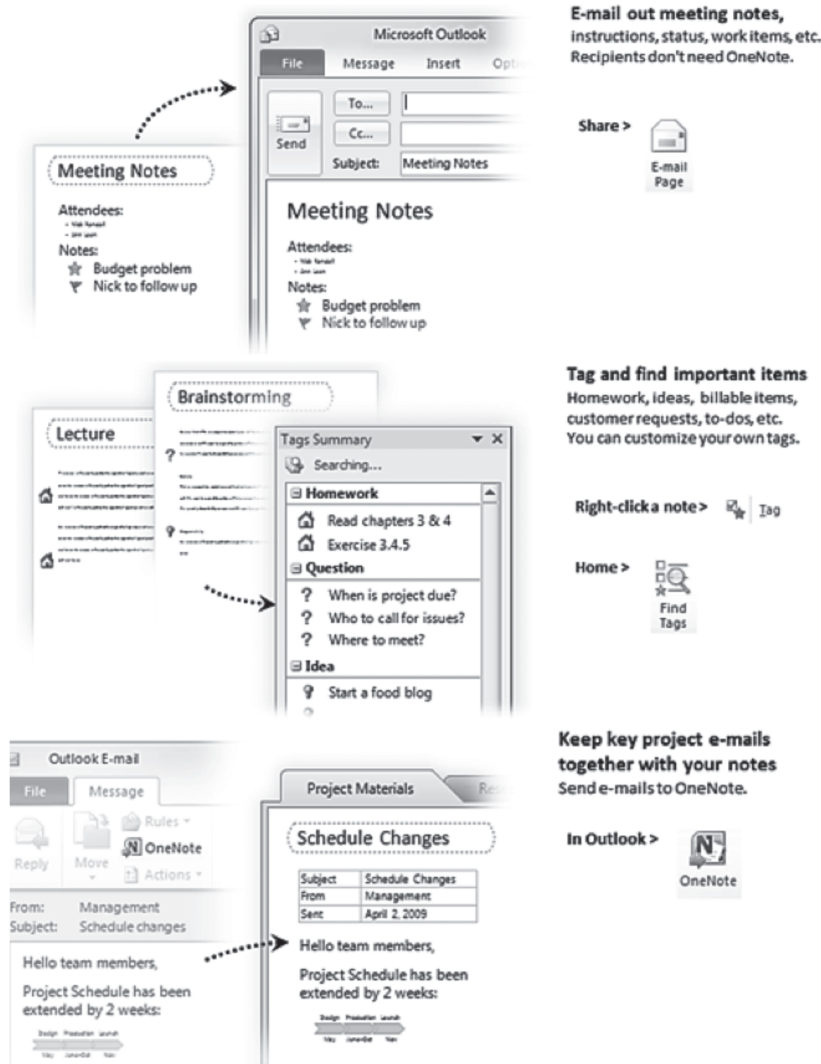 E-mail out meeting notes,
instructions, status, work items, etc.
Recipients don't need OneNote.
Share >
E-mail
Page
Microsoft Outlook
File Message Insert
To...
Cc...
Send
Subject: Meeting Notes
Meeting Notes
Attendees:
Notes:
Budget problem
Nick to follow up
Meeting Notes
Attendees:
Notes:
Budget problem
Nick to follow up
Tag and find important items
Homework, ideas, billable items,
customer requests, to-dos, etc.
You can customize your own tags.
Right-click a note > Tag
Home >
Find
Tags
Lecture
Brainstorming
?
Tags Summary
Searching...
Homework
Read chapters 3 & 4
Exercise 3.4.5
Question
? When is project due?
? Who to call for issues?
? Where to meet?
Idea
Start a food blog
Keep key project e-mails
together with your notes
Send e-mails to OneNote.
In Outlook >
OneNote
Outlook E-mail
File Message
Reply
Move
Rules
OneNote
Actions
From: Management
Subject: Schedule changes
Hello team members,
Project Schedule has been
extended by 2 weeks:
Design Production Launch
Project Materials
Schedule Changes
Subject Schedule Changes
From Management
Sent April 2, 2009
Hello team members,
Project Schedule has been
extended by 2 weeks:
Design Production Launch